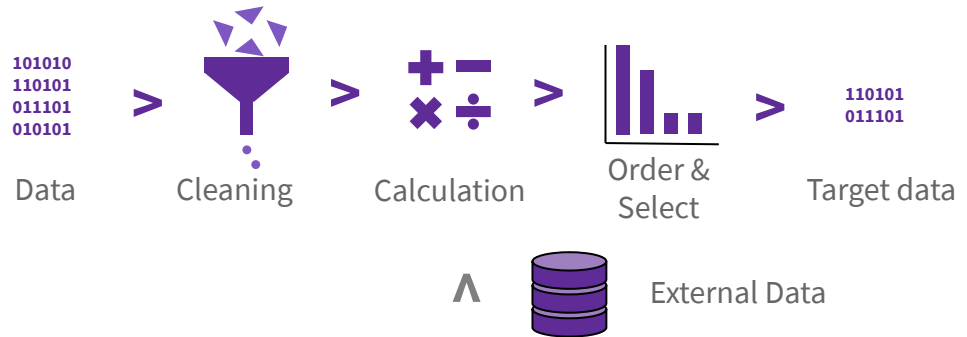 101010
110101
011101
010101
>
>
>
>
110101
011101
Data
Cleaning
Calculation
Order &
Select
Target data
>
External Data